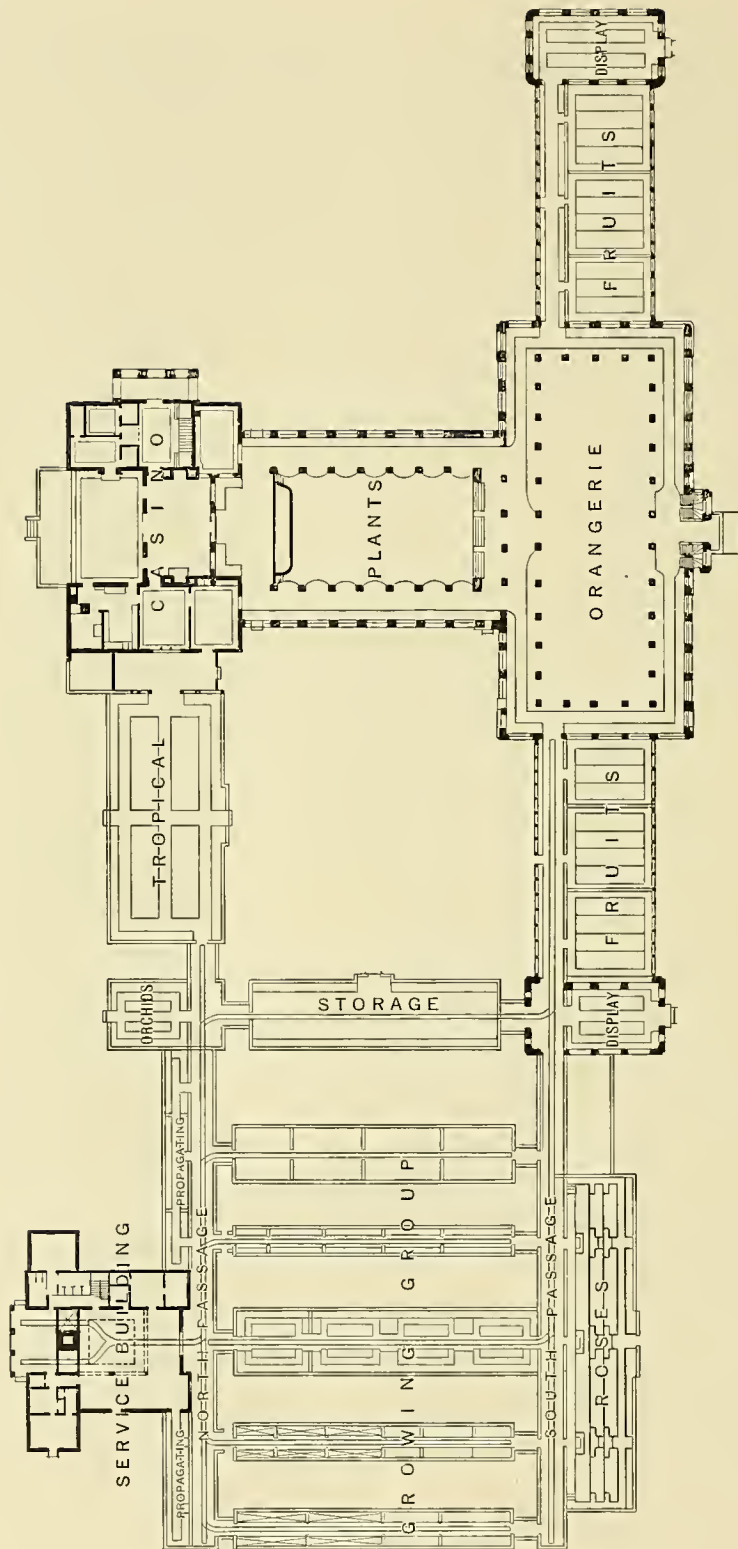 SERVICE BUILDING
PROPAGATING
PROPAGATING
NORTH PASSAGE
GROWING GROUP
SOUTH PASSAGE
ROSES
ORCHIDS
STORAGE
DISPLAY
TROPICAL
FRUITS
CASINO
PLANTS
ORANGERIE
FRUITS
DISPLAY